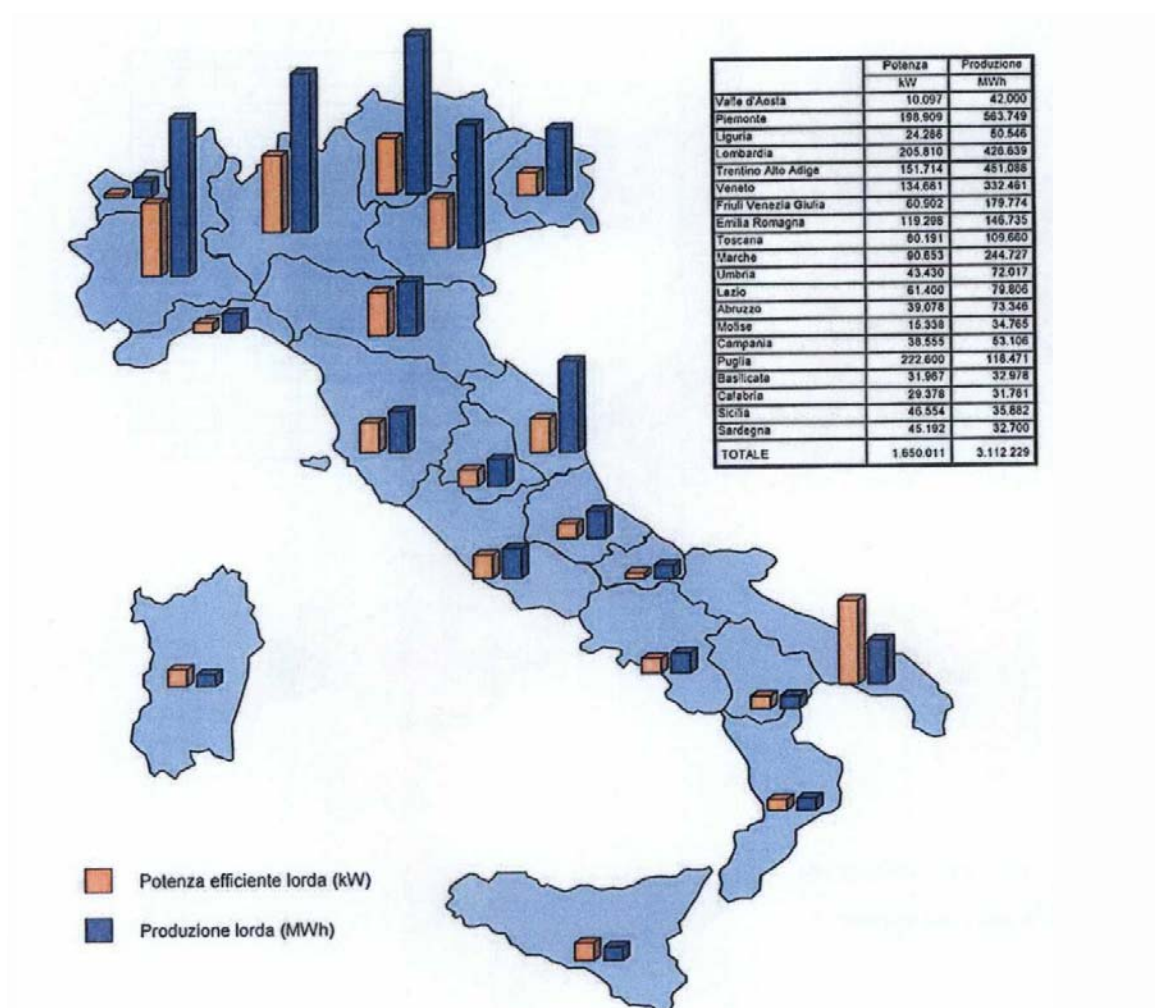 Potenza Produzione
kW MWh
Valle d'Aosta 10.097 42.000
Piemonte 198.909 563.749
Liguria 24.286 50.546
Lombardia 205.810 426.639
Trentino Alto Adige 151.714 451.088
Veneto 134.661 332.461
Friuli Venezia Giulia 60.902 179.774
Emilia Romagna 119.298 146.735
Toscana 80.191 109.660
Marche 90.653 244.727
Umbria 43.430 72.017
Lazio 61.400 79.806
Abruzzo 39.078 73.346
Molise 15.338 34.765
Campania 38.555 53.106
Puglia 222.600 118.471
Basilicata 31.967 32.978
Calabria 29.376 31.761
Sicilia 46.554 35.882
Sardegna 45.192 32.700
TOTALE 1.650.011 3.112.229
Potenza efficiente lorda (kW)
Produzione lorda (MWh)